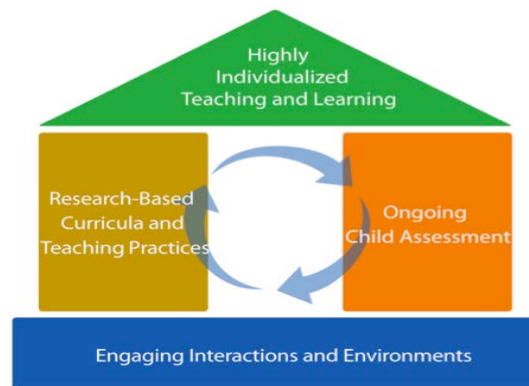 Highly
Individualized
Teaching and Learning
Research-Based
Curricula and
Teaching Practices
Ongoing
Child Assessment
Engaging Interactions and Environments